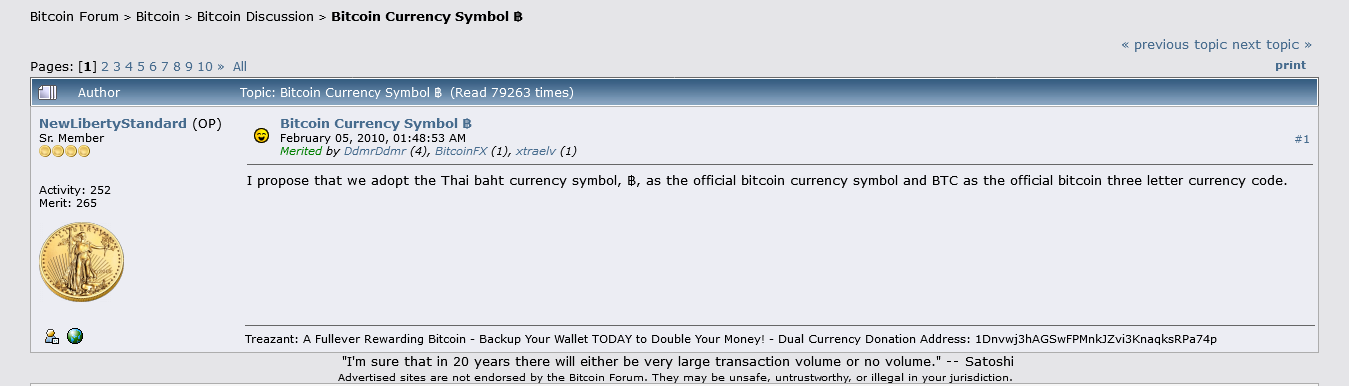 Bitcoin Forum > Bitcoin > Bitcoin Discussion > Bitcoin Currency Symbol ฿
« previous topic next topic »
Pages: [1] 2 3 4 5 6 7 8 9 10 » All
print
Author
Topic: Bitcoin Currency Symbol ฿ (Read 79263 times)
NewLibertyStandard (OP)
Sr. Member
Activity: 252
Merit: 265
Bitcoin Currency Symbol ฿
February 05, 2010, 01:48:53 AM
Merited by DdmrDdmr (4), BitcoinFX (1), xtraelv (1)
#1
I propose that we adopt the Thai baht currency symbol, ฿, as the official bitcoin currency symbol and BTC as the official bitcoin three letter currency code.
Treazant: A Fullever Rewarding Bitcoin - Backup Your Wallet TODAY to Double Your Money! - Dual Currency Donation Address: 1Dnvwj3hAGSwFPMnkJZvi3KnaqksRPa74p
"I'm sure that in 20 years there will either be very large transaction volume or no volume." -- Satoshi
Advertised sites are not endorsed by the Bitcoin Forum. They may be unsafe, untrustworthy, or illegal in your jurisdiction.